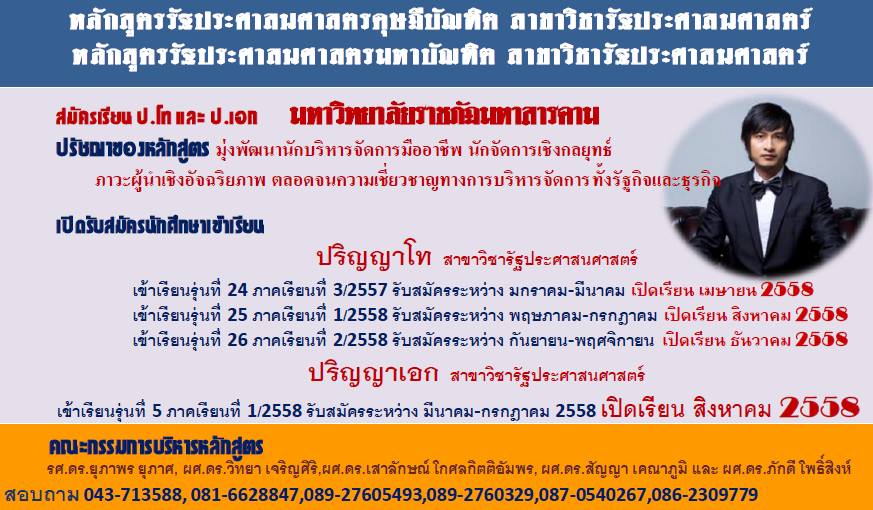 หลักสูตรรัฐประศาสนศาสตรดุษฎีบัณฑิต สาขาวิชารัฐประศาสนศาสตร์
หลักสูตรรัฐประศาสนศาสตรมหาบัณฑิต สาขาวิชารัฐประศาสนศาสตร์
สมัครเรียน ป.โท และ ป.เอก มหาวิทยาลัยราชภัฏมหาสารคาม
ปรัชญาของหลักสูตร มุ่งพัฒนานักบริหารจัดการมืออาชีพ นักจัดการเชิงกลยุทธ์
ภาวะผู้นำเชิงอัจฉริยภาพ ตลอดจนความเชี่ยวชาญทางการบริหารจัดการ ทั้งรัฐกิจและธุรกิจ
เปิดรับสมัครนักศึกษาเข้าเรียน
ปริญญาโท สาขาวิชารัฐประศาสนศาสตร์
เข้าเรียนรุ่นที่ 24 ภาคเรียนที่ 3/2557 รับสมัครระหว่าง มกราคม-มีนาคม เปิดเรียน เมษายน 2558
เข้าเรียนรุ่นที่ 25 ภาคเรียนที่ 1/2558 รับสมัครระหว่าง พฤษภาคม-กรกฎาคม เปิดเรียน สิงหาคม 2558
เข้าเรียนรุ่นที่ 26 ภาคเรียนที่ 2/2558 รับสมัครระหว่าง กันยายน-พฤศจิกายน เปิดเรียน ธันวาคม 2558
ปริญญาเอก สาขาวิชารัฐประศาสนศาสตร์
เข้าเรียนรุ่นที่ 5 ภาคเรียนที่ 1/2558 รับสมัครระหว่าง มีนาคม-กรกฎาคม 2558 เปิดเรียน สิงหาคม 2558
คณะกรรมการบริหารหลักสูตร
รศ.ดร.ยุภาพร ยุภาศ, ผศ.ดร.วิทยา เจริญศิริ,ผศ.ดร.เสาวลักษณ์ โกศลกิตติอัมพร, ผศ.ดร.สัญญา เคณาภูมิ และ ผศ.ดร.ภักดี โพธิ์สิงห์
สอบถาม 043-713588, 081-6628847,089-27605493,089-2760329,087-0540267,086-2309779